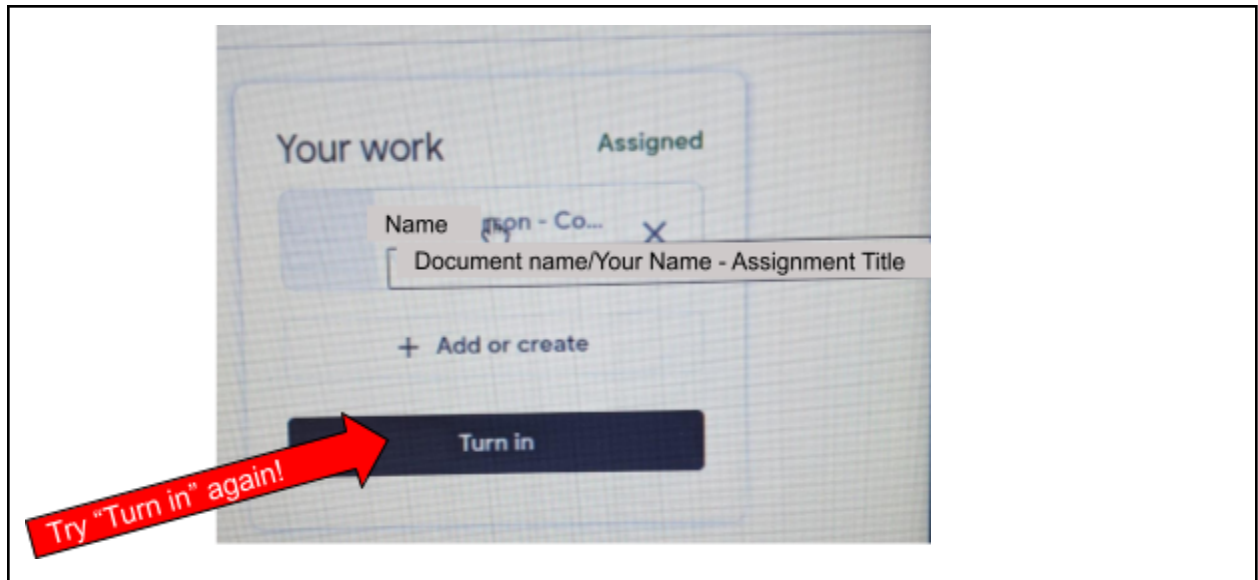 Your work
Assigned
Name
- Co...
Document name/Your Name - Assignment Title
+ Add or create
Turn in
Try “Turn in” again!